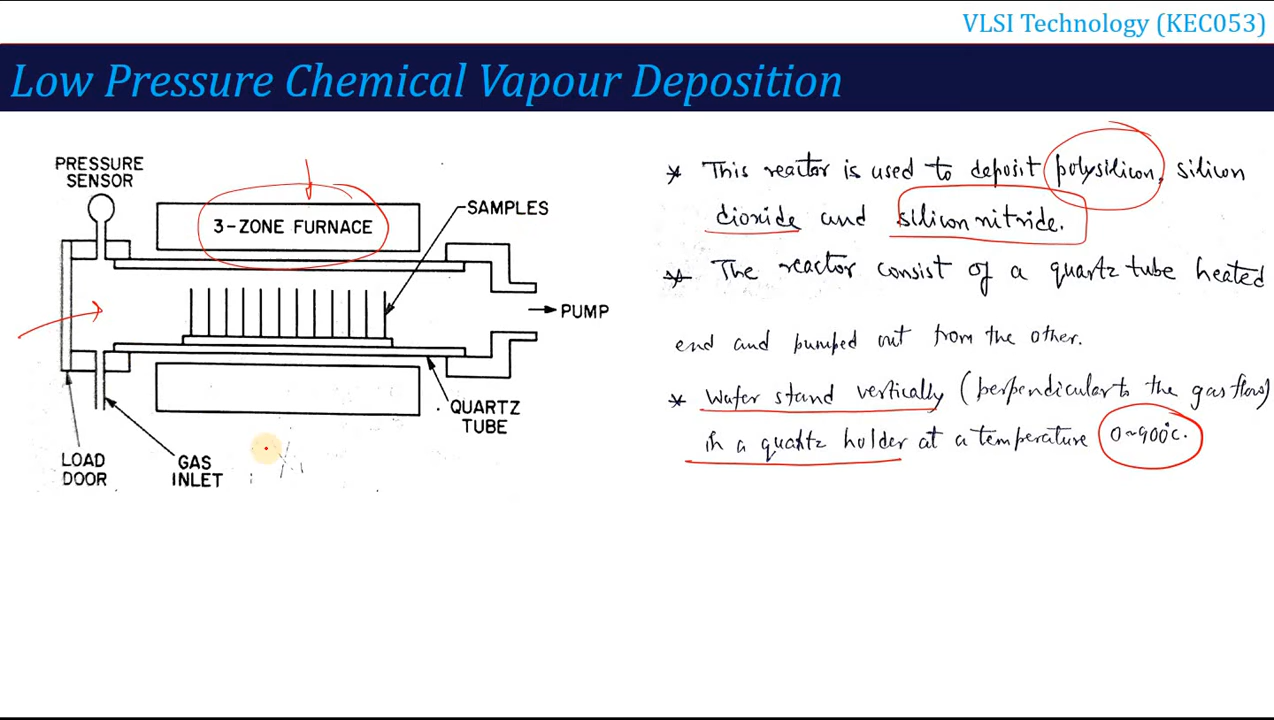 VLSI Technology (KEC053)
Low Pressure Chemical Vapour Deposition
PRESSURE
SENSOR
3-ZONE FURNACE
SAMPLES
PUMP
QUARTZ
TUBE
LOAD
DOOR
GAS
INLET
* This reactor is used to deposit polysilicon, silicon
dioxide and silicon nitride.
* The reactor consist of a quartz tube heated
end and pumped out from the other.
* Wafer stand vertically (perpendicular to the gas flow)
in a quartz holder at a temperature 0~900°C.